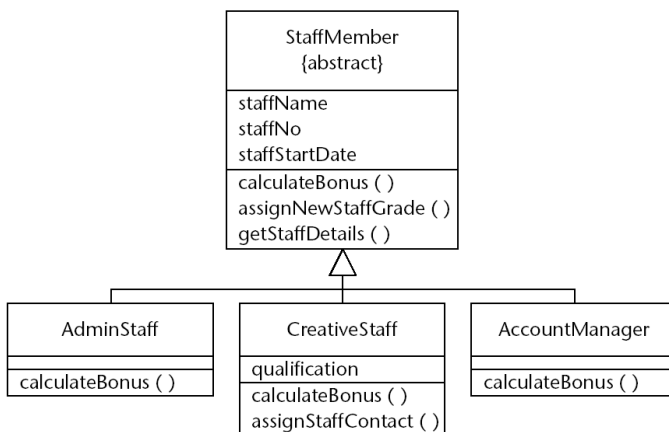 StaffMember
{abstract}
staffName
staffNo
staffStartDate
calculateBonus ( )
assignNewStaffGrade ( )
getStaffDetails ( )
AdminStaff
calculateBonus ( )
CreativeStaff
qualification
calculateBonus ( )
assignStaffContact ( )
AccountManager
calculateBonus ( )